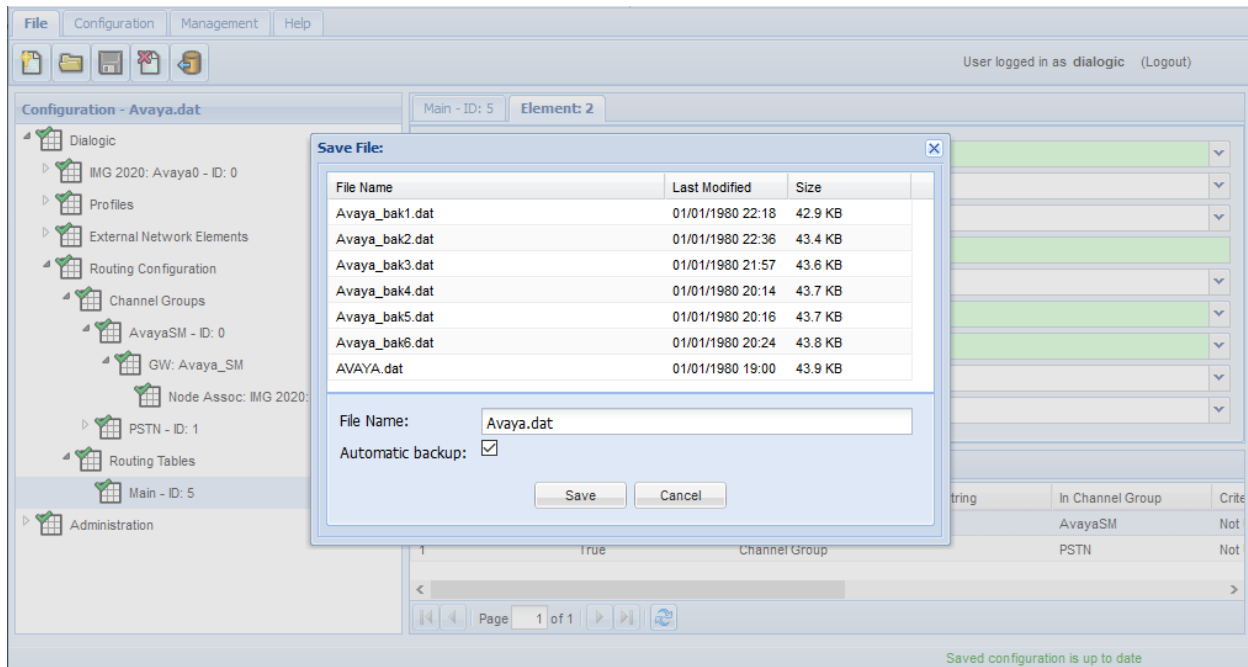 File Configuration Management Help
User logged in as dialogic (Logout)
Configuration - Avaya.dat
Dialogic
IMG 2020: Avaya0 - ID: 0
Profiles
External Network Elements
Routing Configuration
Channel Groups
AvayaSM - ID: 0
GW: Avaya_SM
Node Assoc: IMG 2020:
PSTN - ID: 1
Routing Tables
Main - ID: 5
Administration
Main - ID: 5 Element: 2
Save File:
File Name Last Modified Size
Avaya_bak1.dat 01/01/1980 22:18 42.9 KB
Avaya_bak2.dat 01/01/1980 22:36 43.4 KB
Avaya_bak3.dat 01/01/1980 21:57 43.6 KB
Avaya_bak4.dat 01/01/1980 20:14 43.7 KB
Avaya_bak5.dat 01/01/1980 20:16 43.7 KB
Avaya_bak6.dat 01/01/1980 20:24 43.8 KB
AVAYA.dat 01/01/1980 19:00 43.9 KB
File Name: Avaya.dat
Automatic backup:
Save Cancel
tring In Channel Group Crite
AvayaSM Not
1 True Channel Group PSTN Not
Page 1 of 1
Saved configuration is up to date